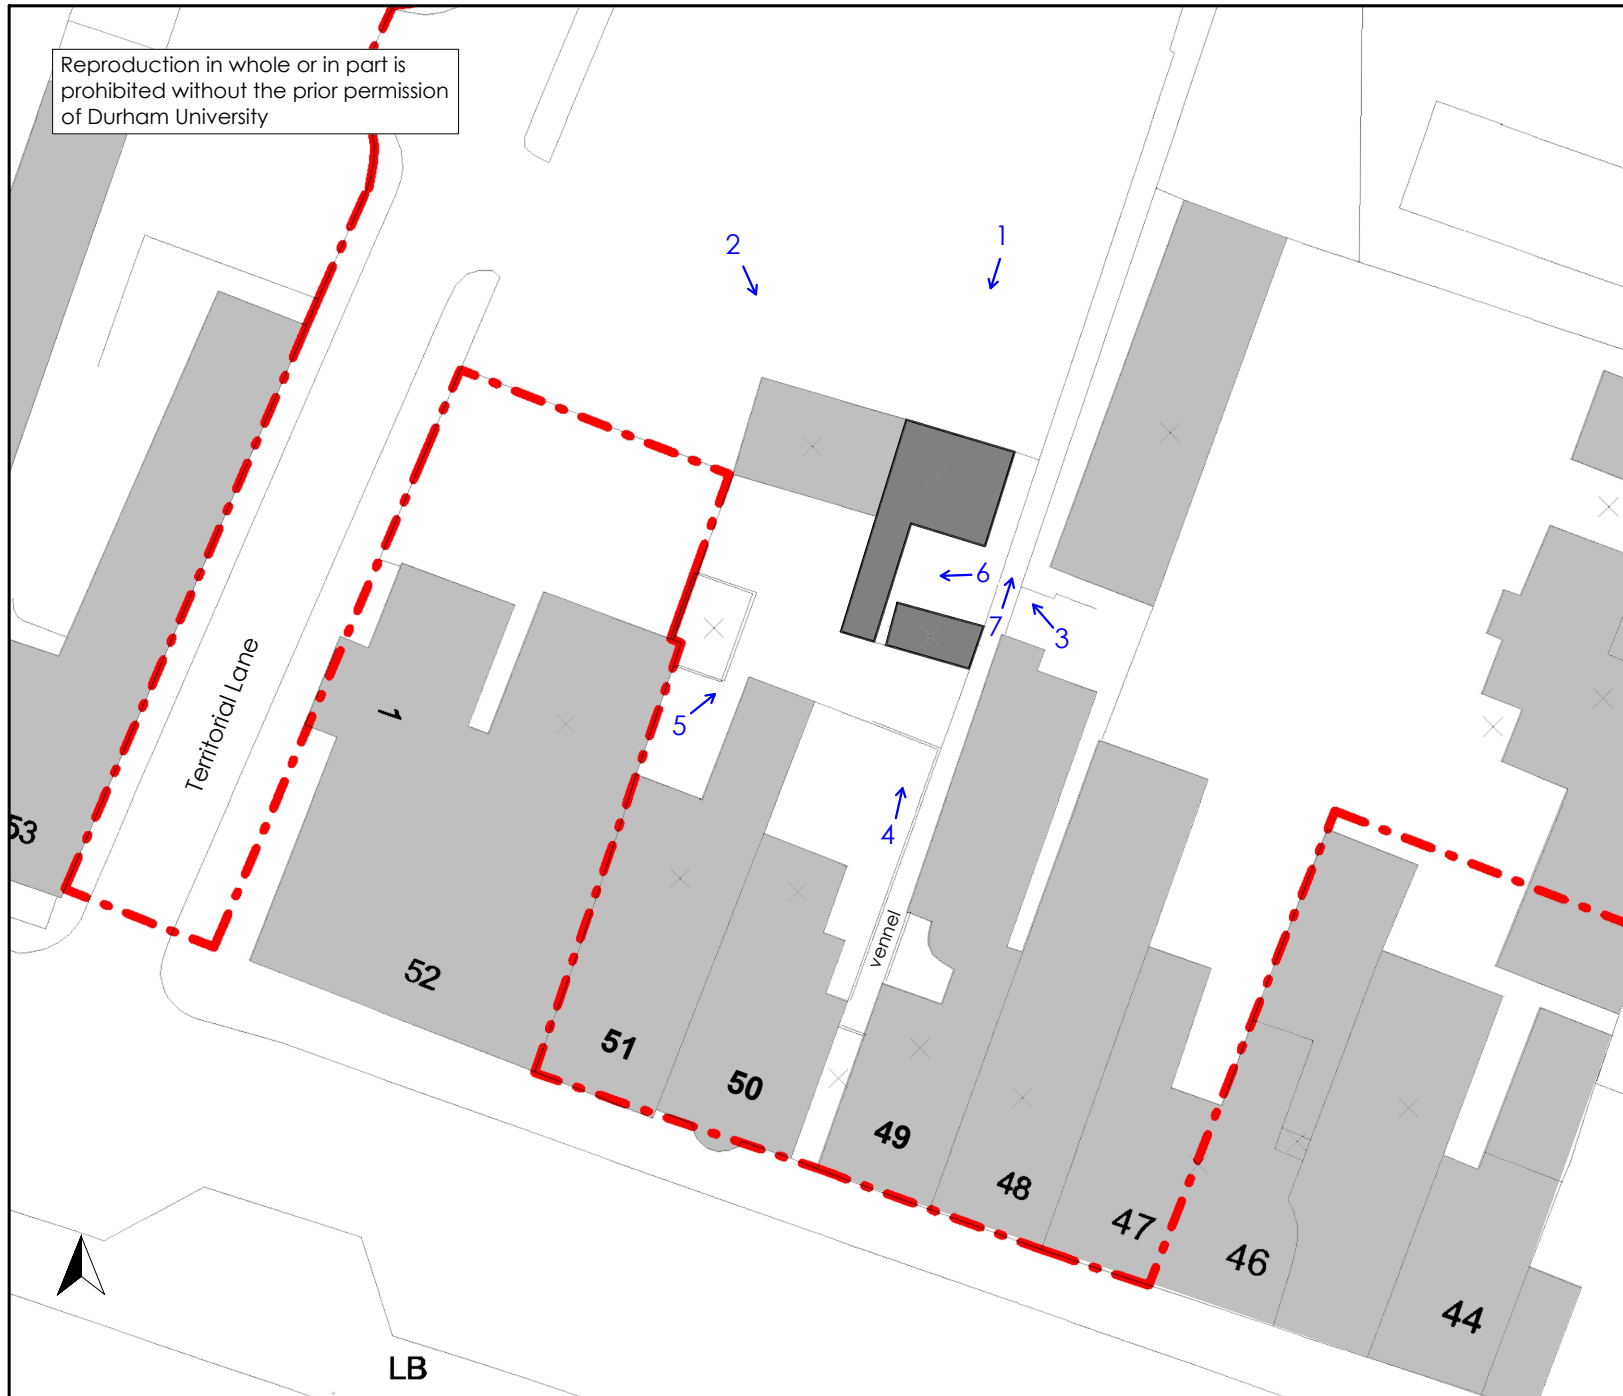 Reproduction in whole or in part is
prohibited without the prior permission
of Durham University
2
1
6
7
3
5
1
Territorial Lane
4
53
vennel
52
51
50
49
48
47
46
44
LB